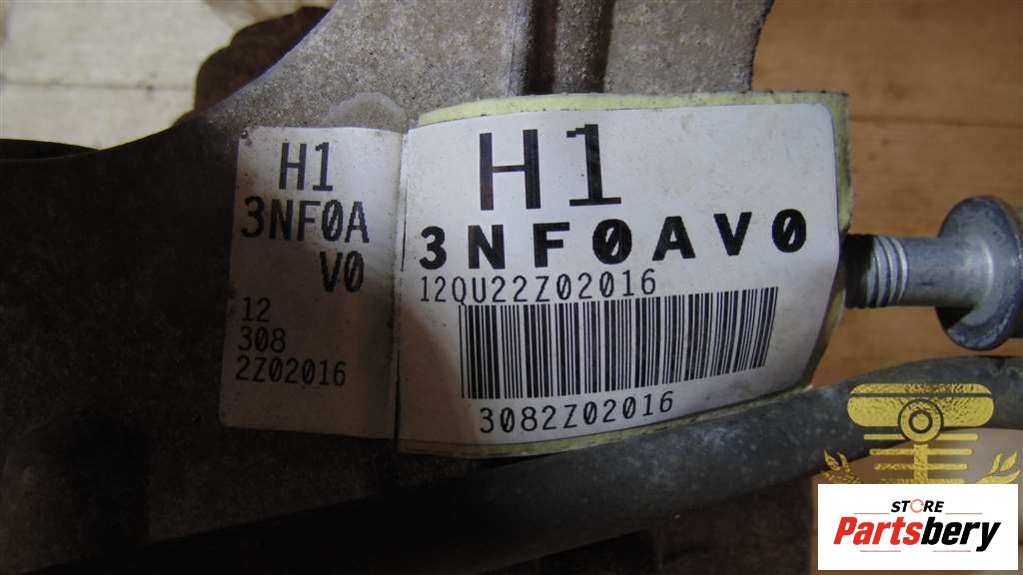 H1
3NF0A
V0
12
308
2Z02016
H1
3NF0AV0
12QU22Z02016
3082Z02016
STORE
Partsbery